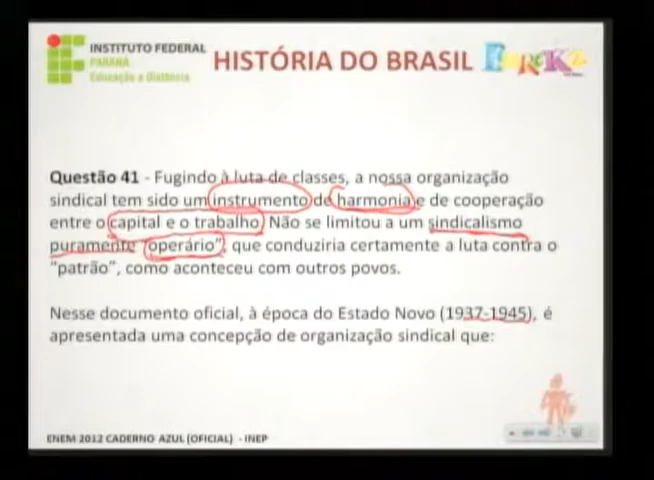 INSTITUTO FEDERAL
PARANÁ
Educação a Distância
HISTÓRIA DO BRASIL
EUREKA
Questão 41 - Fugindo à luta de classes, a nossa organização
sindical tem sido um instrumento de harmonia e de cooperação
entre o capital e o trabalho. Não se limitou a um sindicalismo
puramente "operário", que conduziria certamente a luta contra o
"patrão", como aconteceu com outros povos.
Nesse documento oficial, à época do Estado Novo (1937-1945), é
apresentada uma concepção de organização sindical que:
ENEM 2012 CADERNO AZUL (OFICIAL) - INEP